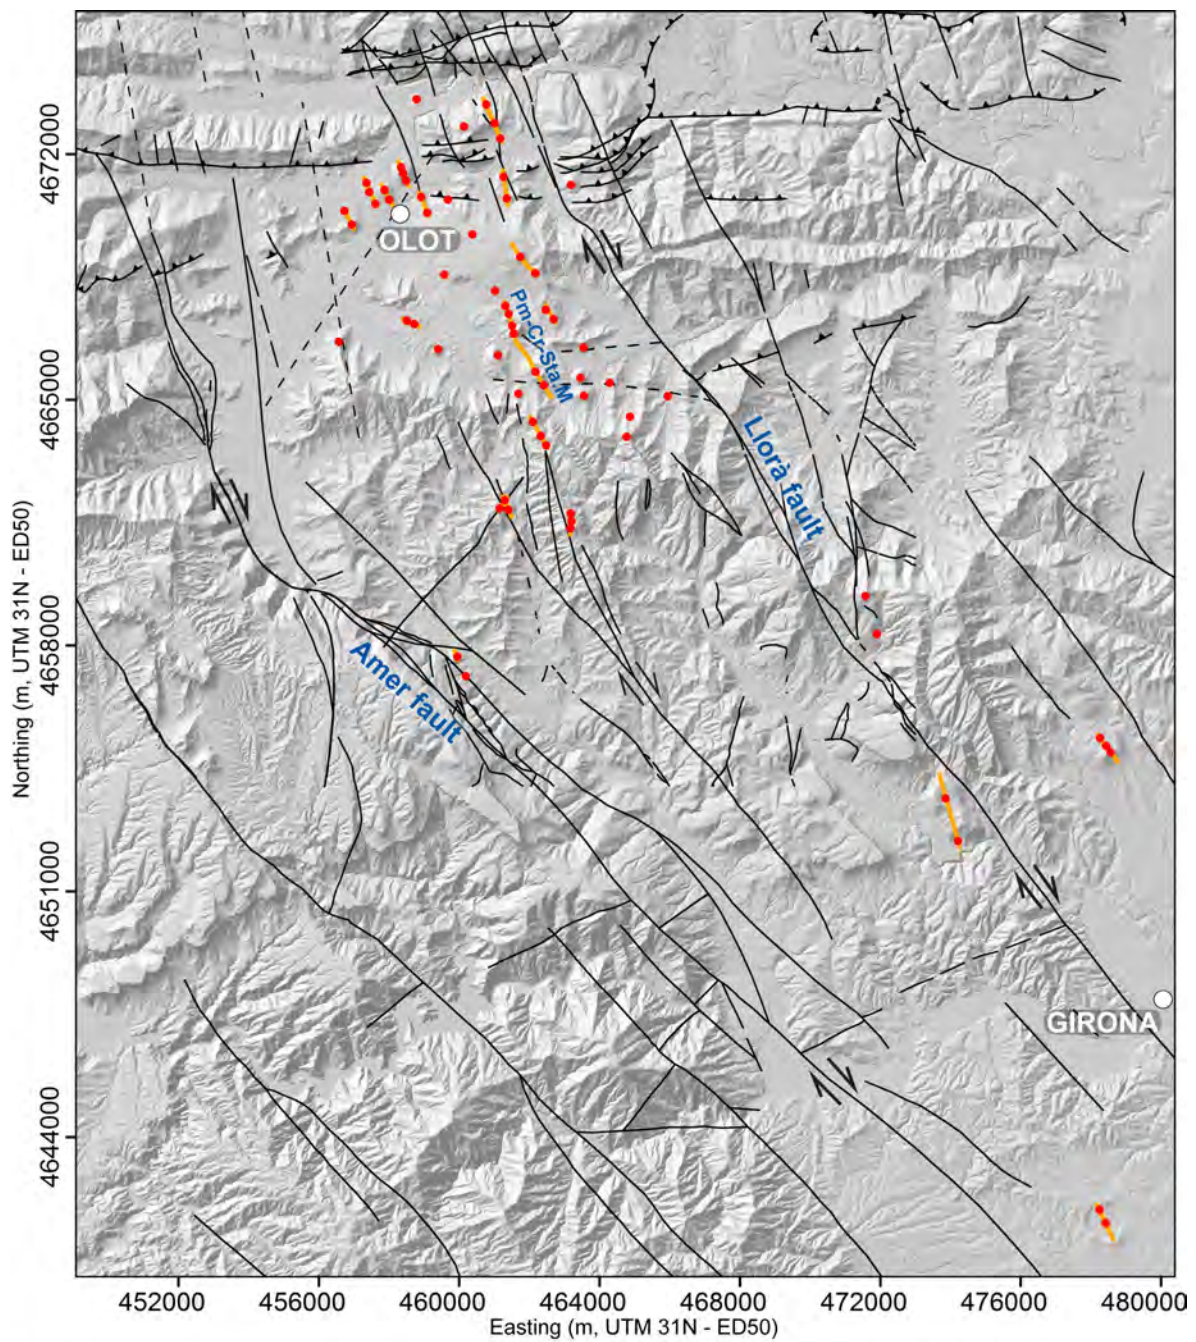 4672000
OLOT
Pm-Cr-Sta.M
4665000
Llorà fault
Northing (m, UTM 31N - ED50)
4658000
Amer fault
4651000
GIRONA
4644000
452000 456000 460000 464000 468000 472000 476000 480000
Easting (m, UTM 31N - ED50)